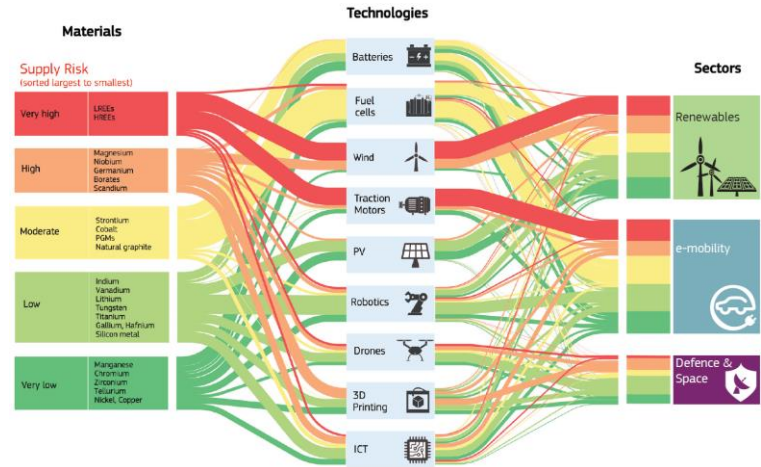 Technologies
Materials
Sectors
Supply Risk
(sorted largest to smallest)
Very high
LREEs
HREEs
High
Magnesium
Niobium
Germanium
Borates
Scandium
Moderate
Strontium
Cobalt
PGMs
Natural graphite
Low
Indium
Vanadium
Lithium
Tungsten
Titanium
Gallium, Hafnium
Silicon metal
Very low
Manganese
Chromium
Zirconium
Tellurium
Nickel, Copper
Batteries
Fuel
cells
Wind
Traction
Motors
PV
Robotics
Drones
3D
Printing
ICT
Renewables
e-mobility
Defence &
Space